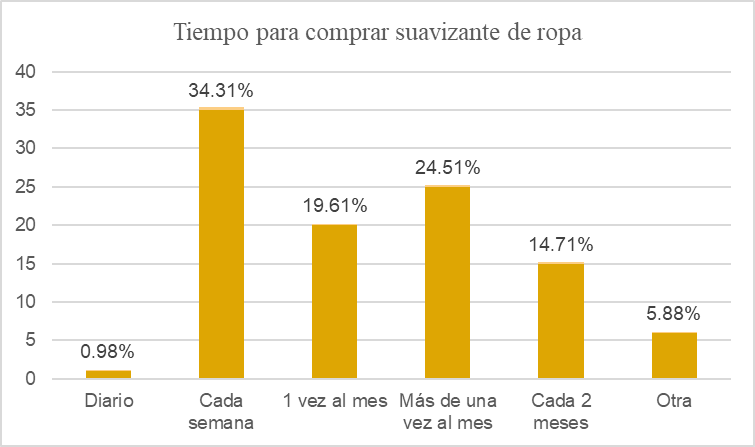 Tiempo para comprar suavizante de ropa
40
35
30
25
20
15
10
5
0
34.31%
24.51%
19.61%
14.71%
5.88%
0.98%
Diario
Cada
semana
1 vez al mes
Más de una
vez al mes
Cada 2
meses
Otra